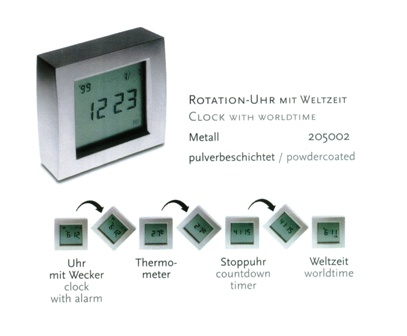 '99
12 23
Rotation-Uhr mit Weltzeit
Clock with worldtime
Metall 205002
pulverbeschichtet / powdercoated
Uhr
mit Wecker
clock
with alarm
Thermo-
meter
Stoppuhr
countdown
timer
Weltzeit
worldtime